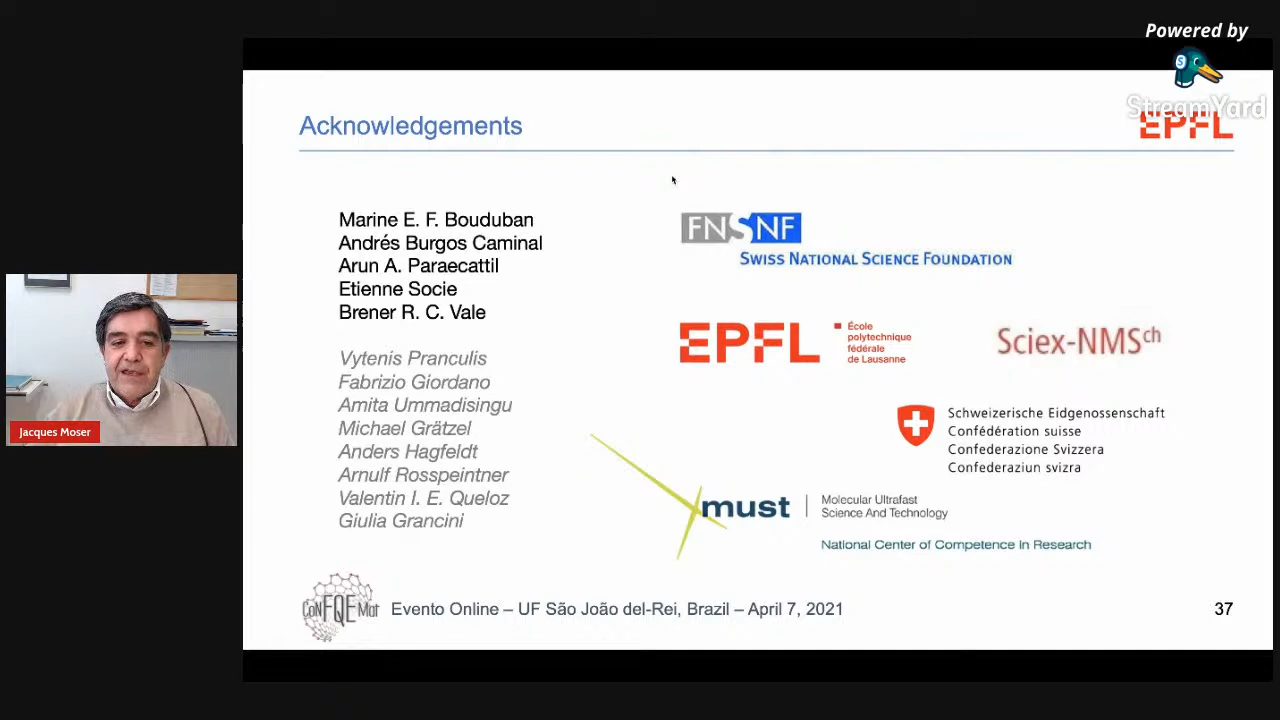 Powered by
StreamYard
Acknowledgements
EPFL
Marine E. F. Bouduban
Andrés Burgos Caminal
Arun A. Paraecattil
Etienne Socie
Brener R. C. Vale
Vytenis Pranculis
Fabrizio Giordano
Amita Ummadisingu
Michael Grätzel
Anders Hagfeldt
Arnulf Rosspeintner
Valentin I. E. Queloz
Giulia Grancini
FNSNF
SWISS NATIONAL SCIENCE FOUNDATION
EPFL
École
polytechnique
fédérale
de Lausanne
Sciex-NMSch
Schweizerische Eidgenossenschaft
Confédération suisse
Confederazione Svizzera
Confederaziun svizra
must
Molecular Ultrafast
Science And Technology
National Center of Competence in Research
Jacques Moser
CoNFQEMat
Evento Online – UF São João del-Rei, Brazil – April 7, 2021
37